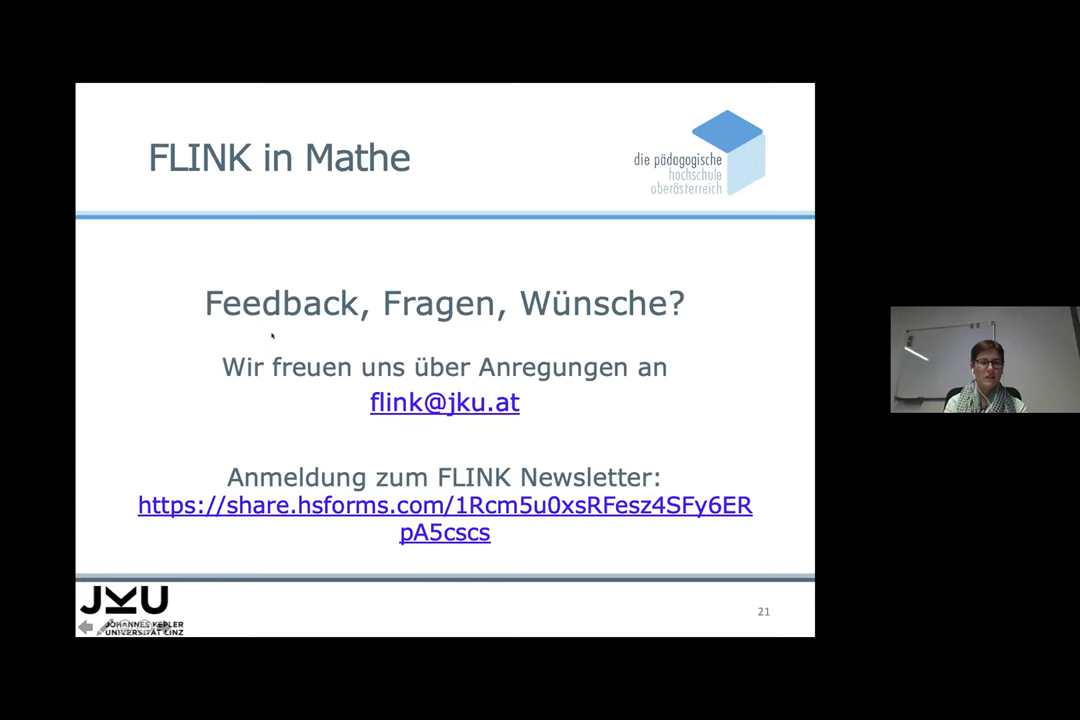 FLINK in Mathe
die pädagogische
hochschule
oberösterreich
Feedback, Fragen, Wünsche?
Wir freuen uns über Anregungen an
flink@jku.at
Anmeldung zum FLINK Newsletter:
https://share.hsforms.com/1Rcm5u0xsRFesz4SFy6ER
pA5cscs
JKU
JOHANNES KEPLER
UNIVERSITÄT LINZ
21